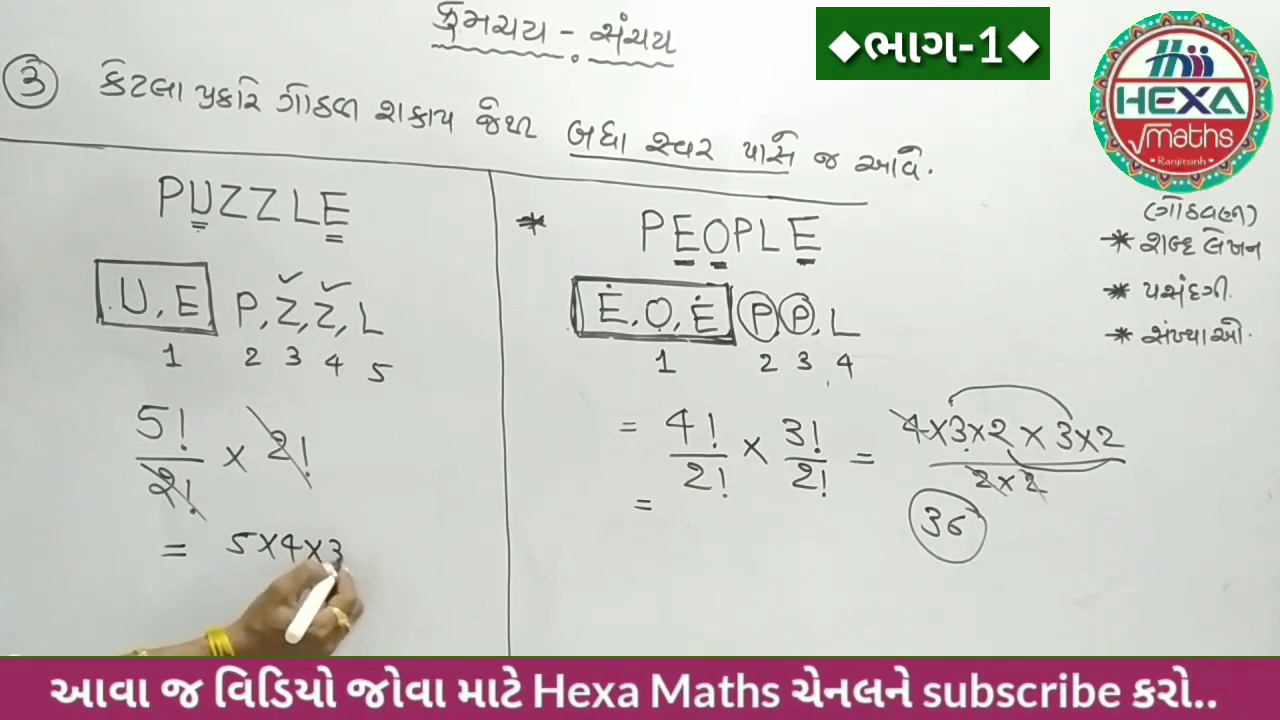 ક્રમચય - સંચય
◆ભાગ-1◆
HEXA
√maths
Ranjitsinh
③ કેટલા પ્રકારે ગોઠવી શકાય જેથી બધા સ્વર પાસે જ આવે.
(ગોઠવણ)
* શબ્દ લેખન
* પસંદગી.
* સંખ્યાઓ.
PUZZLE
U, E P, Z, Z, L
1 2 3 4 5
5!/2! × 2!
= 5×4×3
* PEOPLE
E, O, E P, P, L
1 2 3 4
= 4!/2! × 3!/2! = 4×3×2×3×2/2×2
=
36
આવા જ વિડિયો જોવા માટે Hexa Maths ચેનલને subscribe કરો..